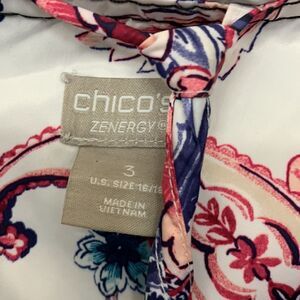 chico's
ZENERGY®
3
U.S. SIZE 16/18
MADE IN
VIETNAM